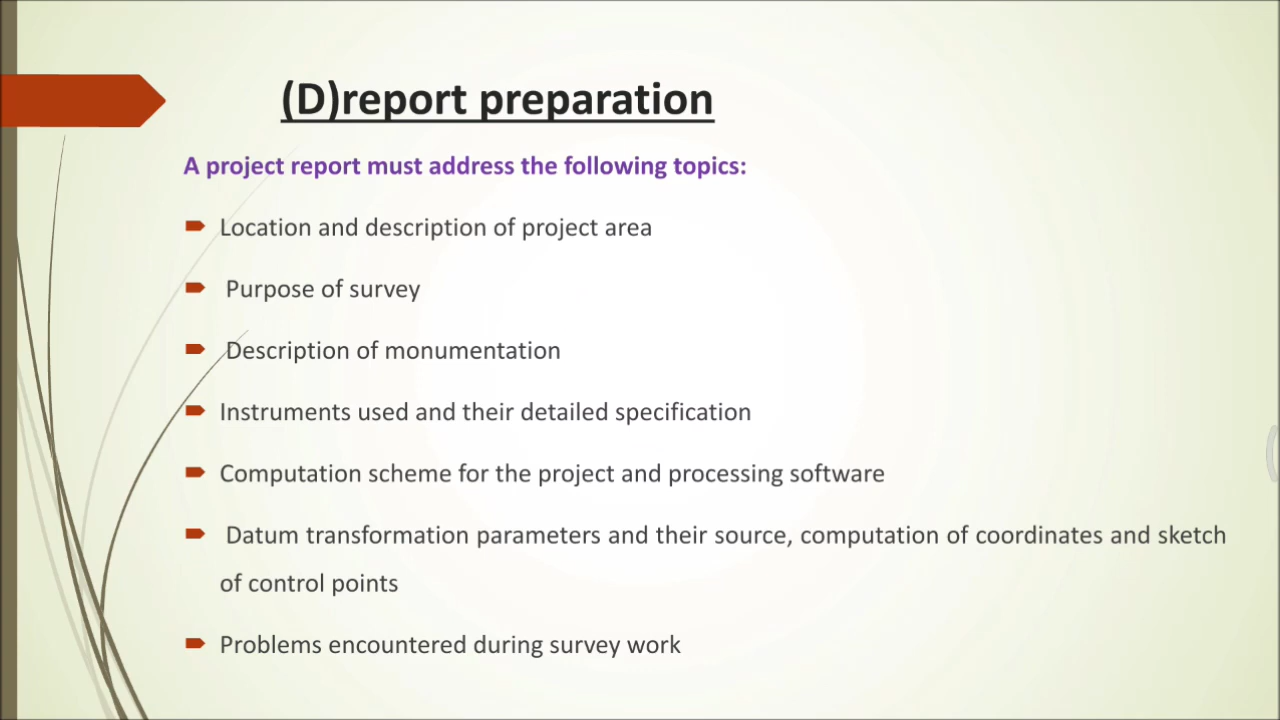 (D)report preparation
A project report must address the following topics:
Location and description of project area
Purpose of survey
Description of monumentation
Instruments used and their detailed specification
Computation scheme for the project and processing software
Datum transformation parameters and their source, computation of coordinates and sketch
of control points
Problems encountered during survey work